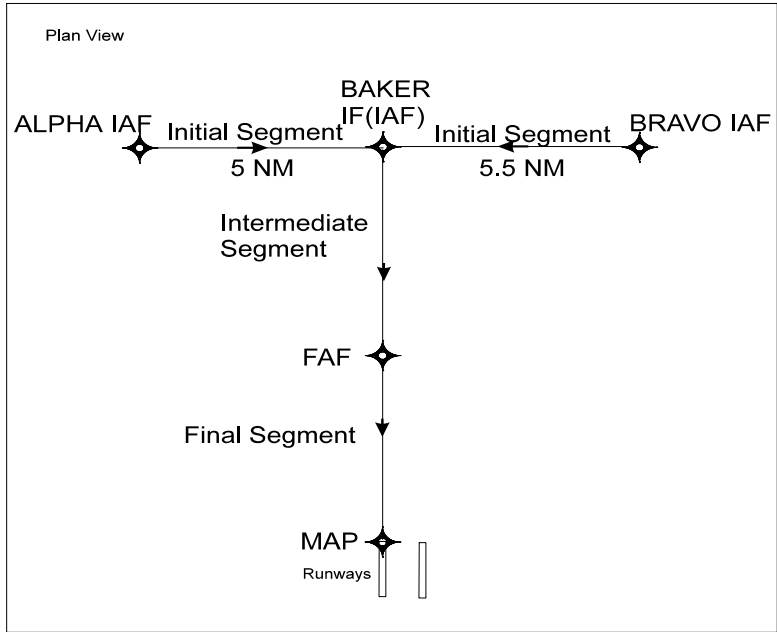 Plan View
BAKER
IF(IAF)
ALPHA IAF
Initial Segment
Initial Segment
BRAVO IAF
5 NM
5.5 NM
Intermediate
Segment
FAF
Final Segment
MAP
Runways